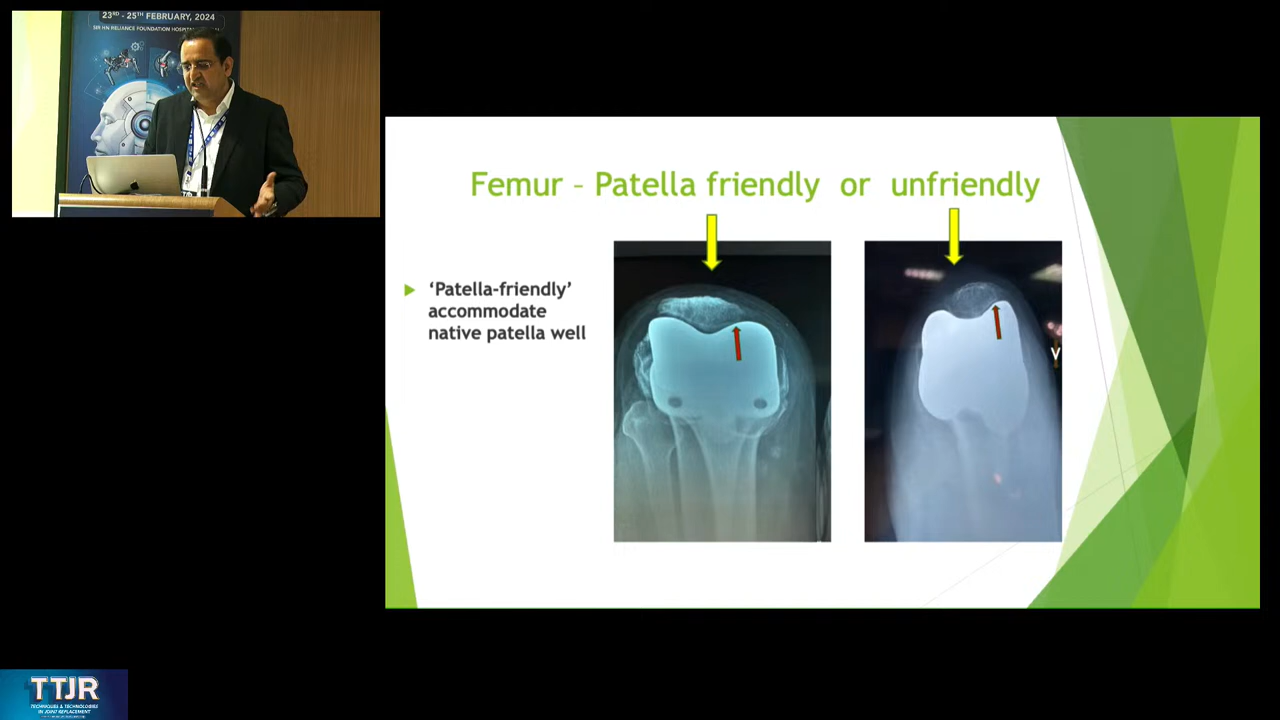 23RD - 25TH FEBRUARY, 2024
SIR HN RELIANCE FOUNDATION HOSPITAL
Femur – Patella friendly or unfriendly
‘Patella-friendly’
accommodate
native patella well
V
TTJR
TECHNIQUES & TECHNOLOGIES
IN JOINT REPLACEMENT